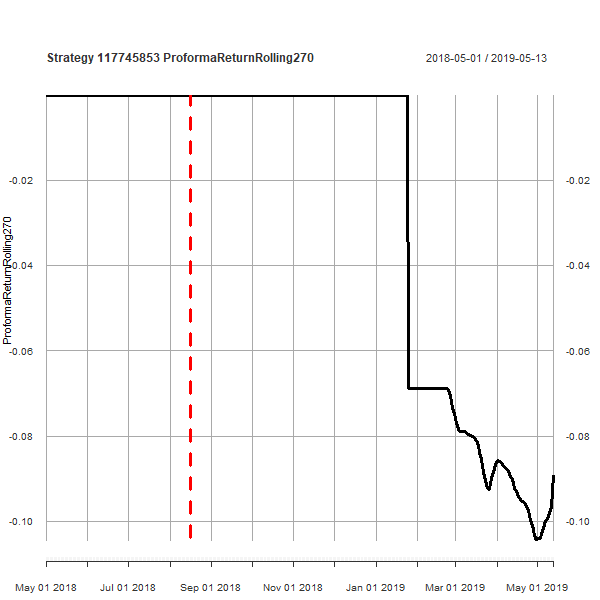 Strategy 117745853 ProformaReturnRolling270
2018-05-01 / 2019-05-13
ProformaReturnRolling270
-0.02
-0.04
-0.06
-0.08
-0.10
-0.02
-0.04
-0.06
-0.08
-0.10
May 01 2018 Jul 01 2018 Sep 01 2018 Nov 01 2018 Jan 01 2019 Mar 01 2019 May 01 2019